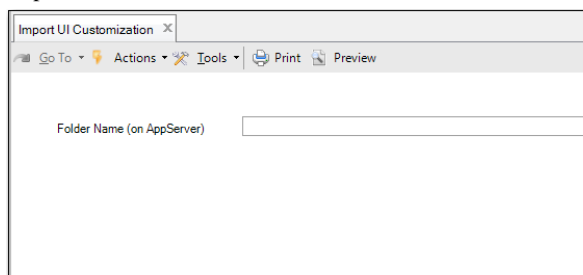 Import UI Customization X
Go To Actions Tools Print Preview
Folder Name (on AppServer)